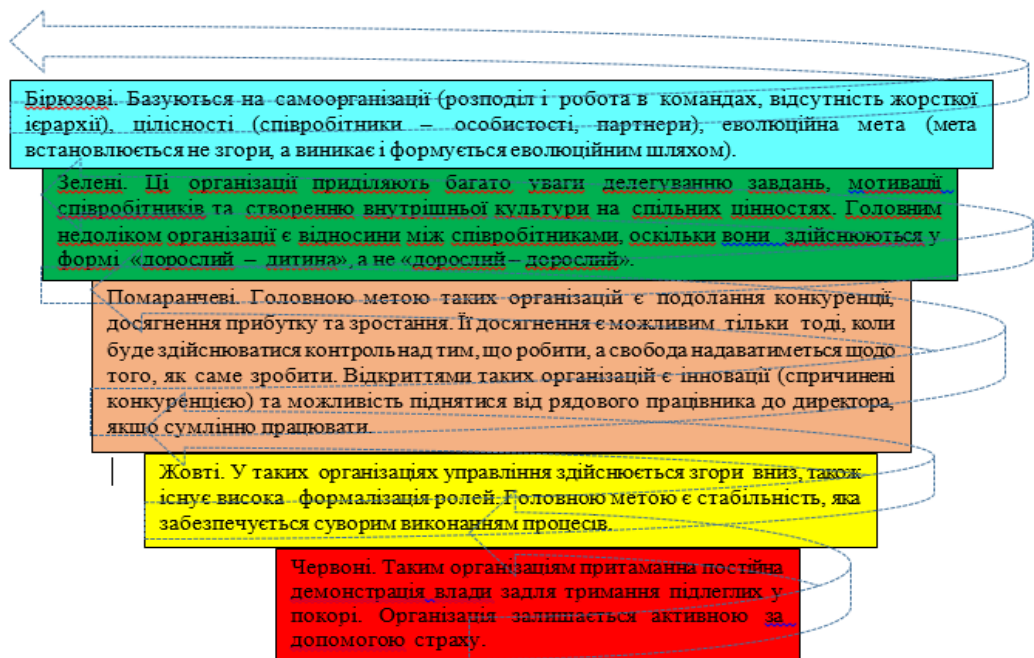 Бірюзові. Базуються на самоорганізації (розподіл і робота в командах, відсутність жорсткої
ієрархії), цілісності (співробітники – особистості, партнери), еволюційна мета (мета
встановлюється не згори, а виникає і формується еволюційним шляхом).
Зелені. Ці організації приділяють багато уваги делегуванню завдань, мотивації
співробітників та створенню внутрішньої культури на спільних цінностях. Головним
недоліком організації є відносини між співробітниками, оскільки вони здійснюються у
формі «дорослий – дитина», а не «дорослий – дорослий».
Помаранчеві. Головною метою таких організацій є подолання конкуренції,
досягнення прибутку та зростання. Її досягнення є можливим тільки тоді, коли
буде здійснюватися контроль над тим, що робити, а свобода надаватиметься щодо
того, як саме зробити. Відкриттями таких організацій є інновації (спричинені
конкуренцією) та можливість піднятися від рядового працівника до директора,
якщо сумлінно працювати.
Жовті. У таких організаціях управління здійснюється згори вниз, також
існує висока формалізація ролей. Головною метою є стабільність, яка
забезпечується суворим виконанням процесів.
Червоні. Таким організаціям притаманна постійна
демонстрація влади задля тримання підлеглих у
покорі. Організація залишається активною за
допомогою страху.